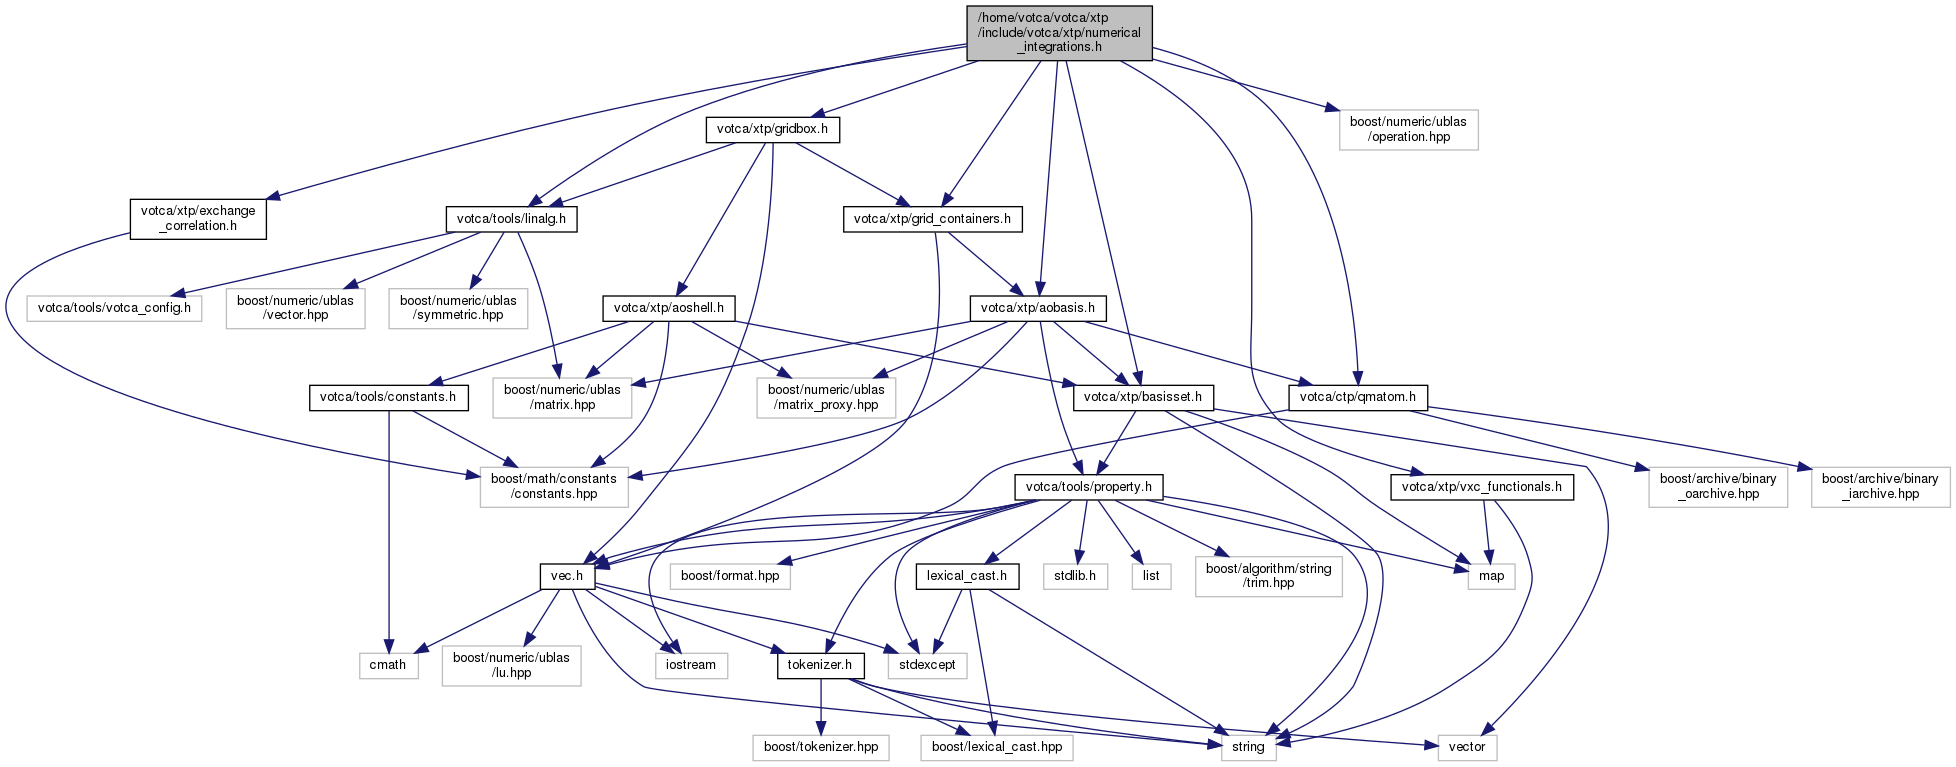 /home/votca/votca/xtp
/include/votca/xtp/numerical
_integrations.h
boost/numeric/ublas
/operation.hpp
votca/xtp/gridbox.h
votca/xtp/exchange
_correlation.h
votca/tools/linalg.h
votca/xtp/grid_containers.h
votca/tools/votca_config.h
boost/numeric/ublas
/vector.hpp
boost/numeric/ublas
/symmetric.hpp
votca/xtp/aoshell.h
votca/xtp/aobasis.h
votca/tools/constants.h
boost/numeric/ublas
/matrix.hpp
boost/numeric/ublas
/matrix_proxy.hpp
votca/xtp/basisset.h
votca/ctp/qmatom.h
boost/math/constants
/constants.hpp
votca/tools/property.h
votca/xtp/vxc_functionals.h
boost/archive/binary
_oarchive.hpp
boost/archive/binary
_iarchive.hpp
vec.h
boost/format.hpp
lexical_cast.h
stdlib.h
list
boost/algorithm/string
/trim.hpp
map
cmath
boost/numeric/ublas
/lu.hpp
iostream
tokenizer.h
stdexcept
boost/tokenizer.hpp
boost/lexical_cast.hpp
string
vector